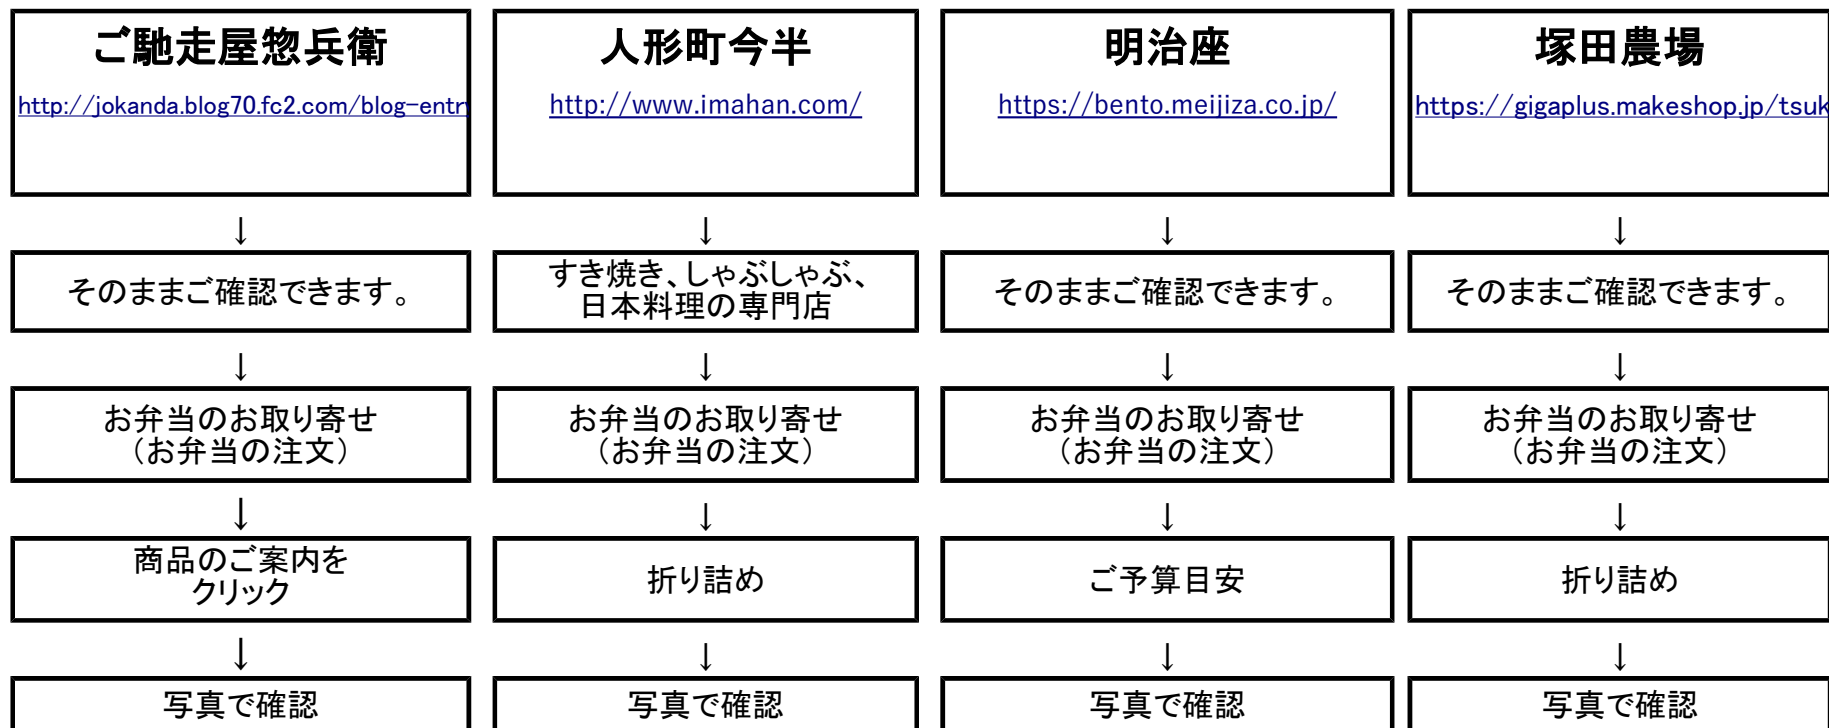 ご馳走屋惣兵衛
http://jokanda.blog70.fc2.com/blog-entry
↓
そのままご確認できます。
↓
お弁当のお取り寄せ
(お弁当の注文)
↓
商品のご案内を
クリック
↓
写真で確認
人形町今半
http://www.imahan.com/
↓
すき焼き、しゃぶしゃぶ、
日本料理の専門店
↓
お弁当のお取り寄せ
(お弁当の注文)
↓
折り詰め
↓
写真で確認
明治座
https://bento.meijiza.co.jp/
↓
そのままご確認できます。
↓
お弁当のお取り寄せ
(お弁当の注文)
↓
ご予算目安
↓
写真で確認
塚田農場
https://gigaplus.makeshop.jp/tsuk
↓
そのままご確認できます。
↓
お弁当のお取り寄せ
(お弁当の注文)
↓
折り詰め
↓
写真で確認